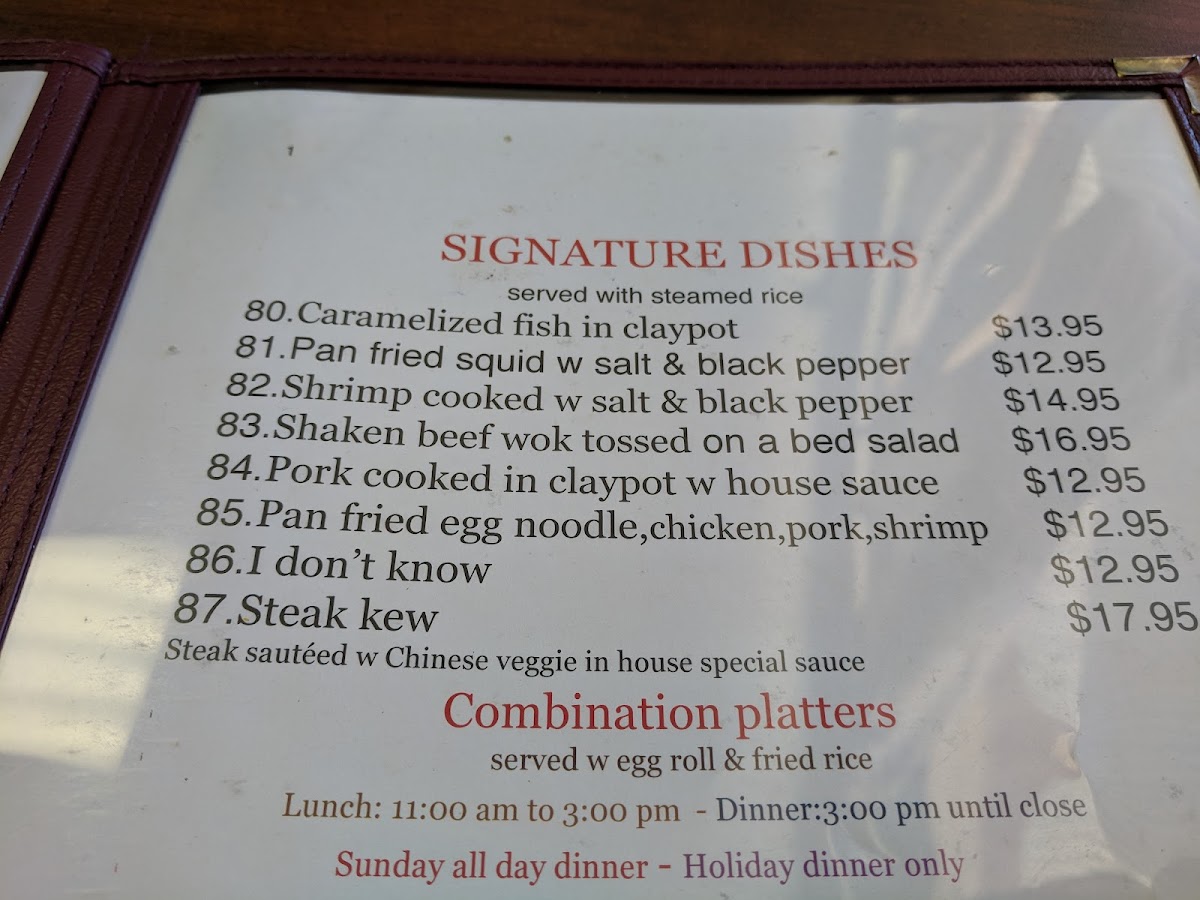 SIGNATURE DISHES
served with steamed rice
80.Caramelized fish in claypot $13.95
81.Pan fried squid w salt & black pepper $12.95
82.Shrimp cooked w salt & black pepper $14.95
83.Shaken beef wok tossed on a bed salad $16.95
84.Pork cooked in claypot w house sauce $12.95
85.Pan fried egg noodle,chicken,pork,shrimp $12.95
86.I don't know $12.95
87.Steak kew $17.95
Steak sautéed w Chinese veggie in house special sauce
Combination platters
served w egg roll & fried rice
Lunch: 11:00 am to 3:00 pm - Dinner:3:00 pm until close
Sunday all day dinner - Holiday dinner only